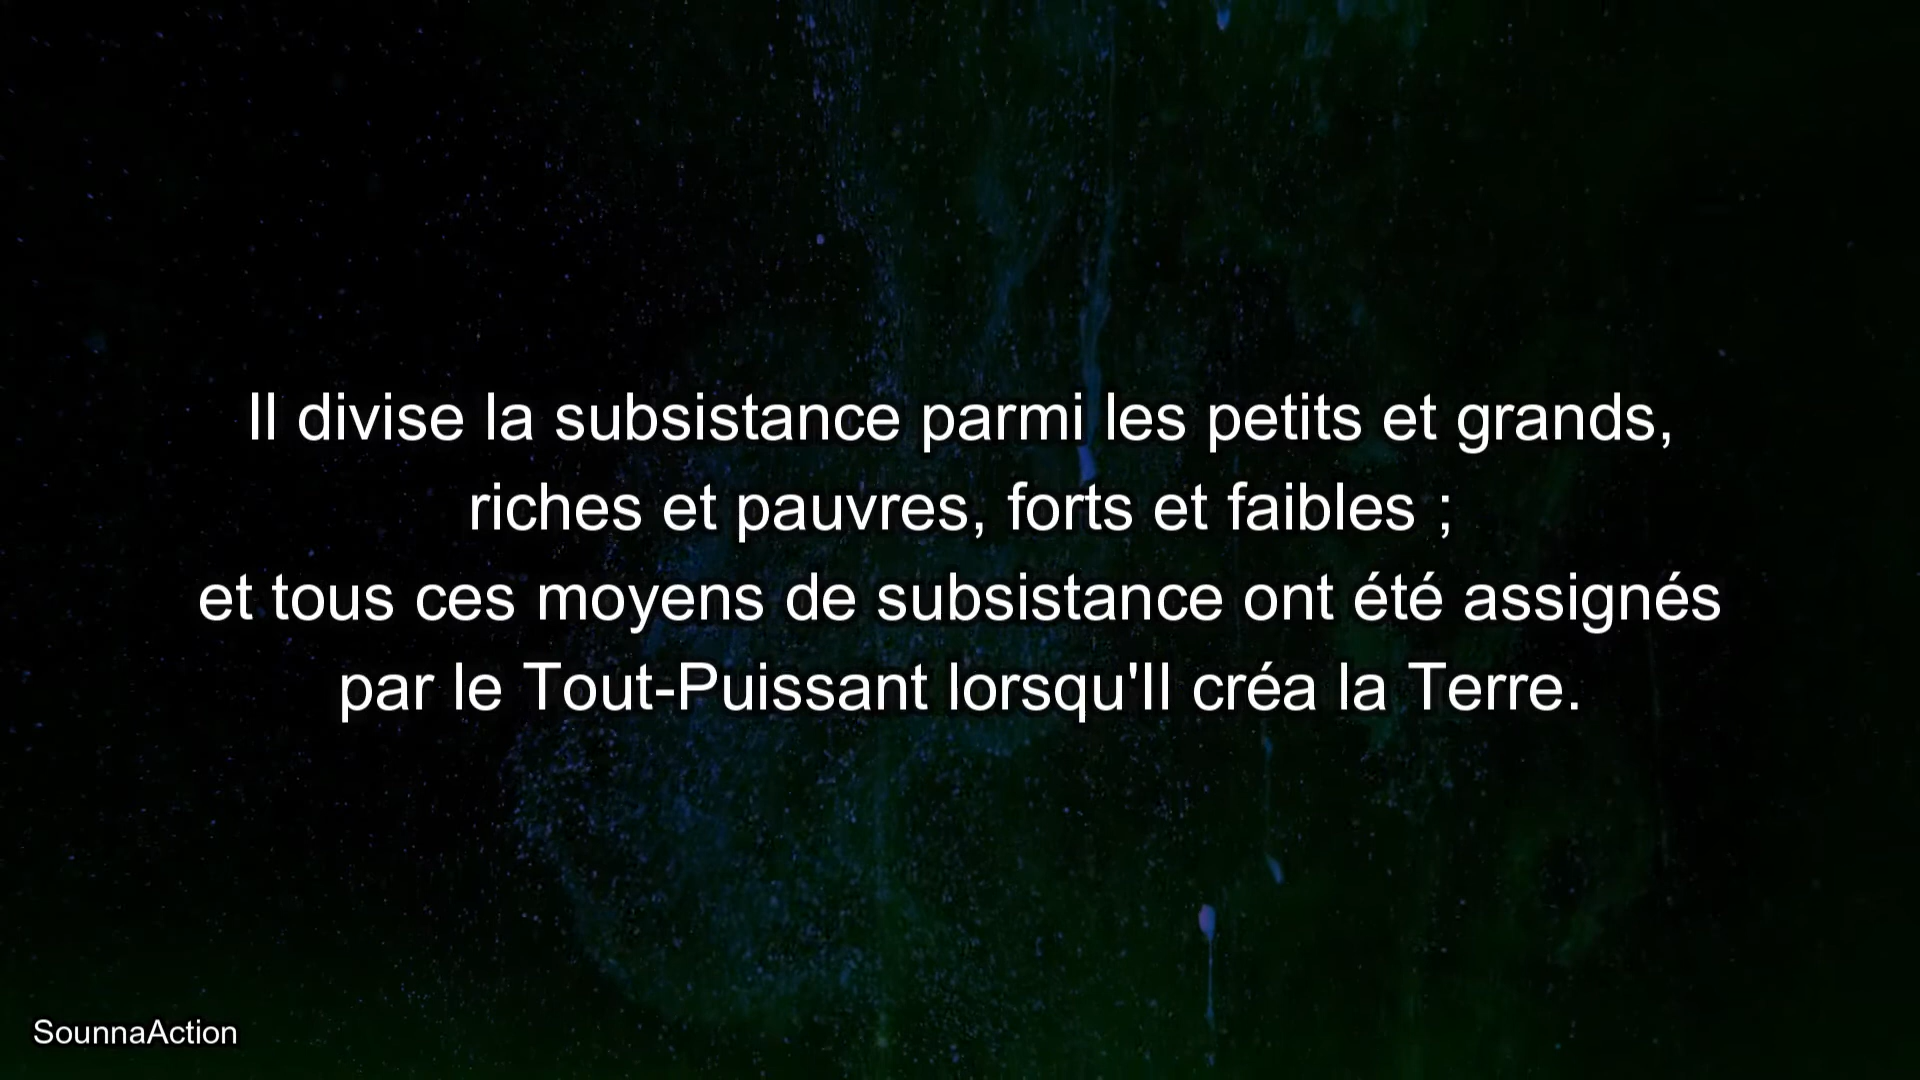 Il divise la subsistance parmi les petits et grands,
riches et pauvres, forts et faibles ;
et tous ces moyens de subsistance ont été assignés
par le Tout-Puissant lorsqu'Il créa la Terre.
SounnaAction